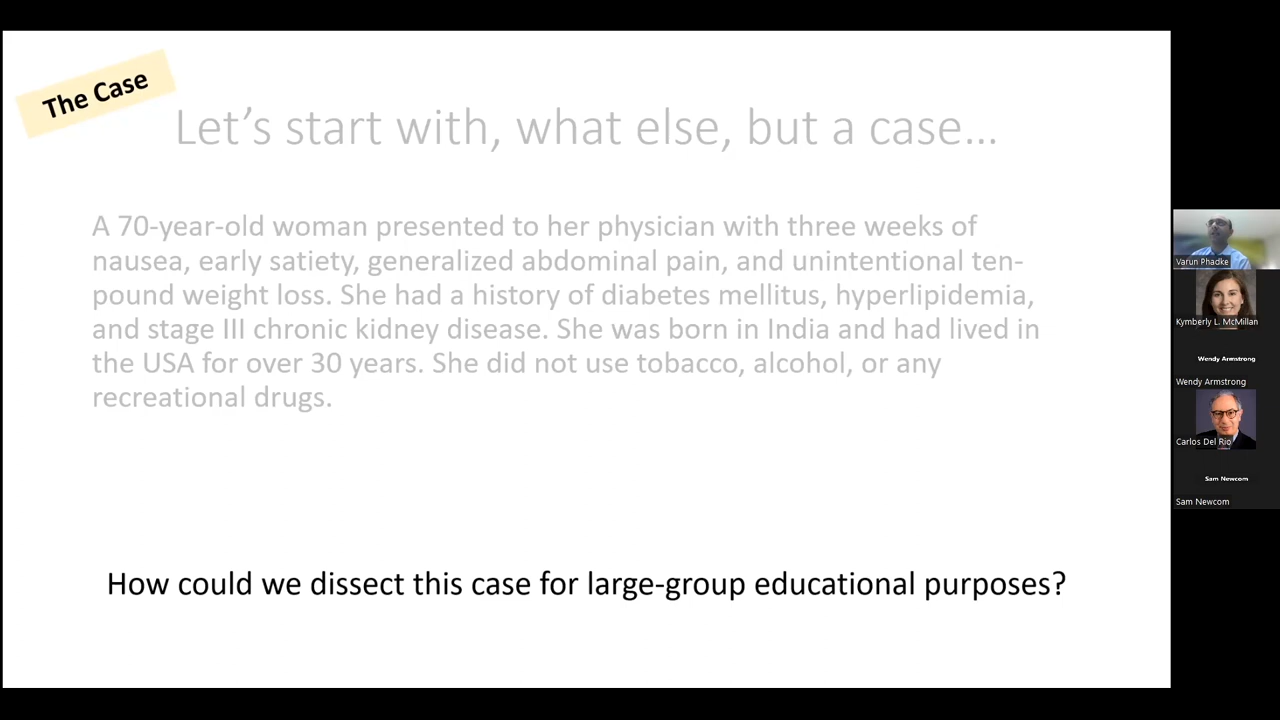 The Case
Let's start with, what else, but a case...
A 70-year-old woman presented to her physician with three weeks of
nausea, early satiety, generalized abdominal pain, and unintentional ten-
pound weight loss. She had a history of diabetes mellitus, hyperlipidemia,
and stage III chronic kidney disease. She was born in India and had lived in
the USA for over 30 years. She did not use tobacco, alcohol, or any
recreational drugs.
How could we dissect this case for large-group educational purposes?
Varun Phadke
Kymberly L. McMillan
Wendy Armstrong
Wendy Armstrong
Carlos Del Rio
Sam Newcom
Sam Newcom